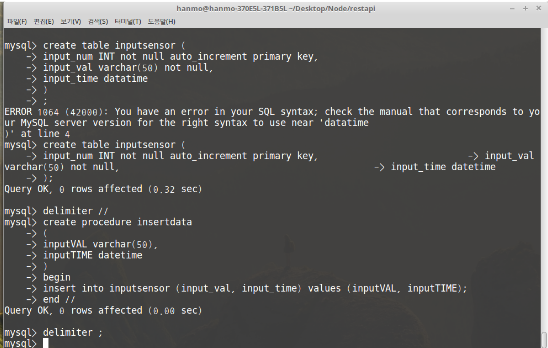 hanmo@hanmo-370E5L-371B5L ~/Desktop/Node/restapi
파일(F) 편집(E) 보기(V) 검색(S) 터미널(T) 도움말(H)
mysql> create table inputsensor (
-> input_num INT not null auto_increment primary key,
-> input_val varchar(50) not null,
-> input_time datatime
-> )
-> ;
ERROR 1064 (42000): You have an error in your SQL syntax; check the manual that corresponds to yo
ur MySQL server version for the right syntax to use near 'datatime
)' at line 4
mysql> create table inputsensor (
-> input_num INT not null auto_increment primary key, -> input_val
varchar(50) not null, -> input_time datetime
-> );
Query OK, 0 rows affected (0.32 sec)
mysql> delimiter //
mysql> create procedure insertdata
-> (
-> inputVAL varchar(50),
-> inputTIME datetime
-> )
-> begin
-> insert into inputsensor (input_val, input_time) values (inputVAL, inputTIME);
-> end //
Query OK, 0 rows affected (0.00 sec)
mysql> delimiter ;
mysql>